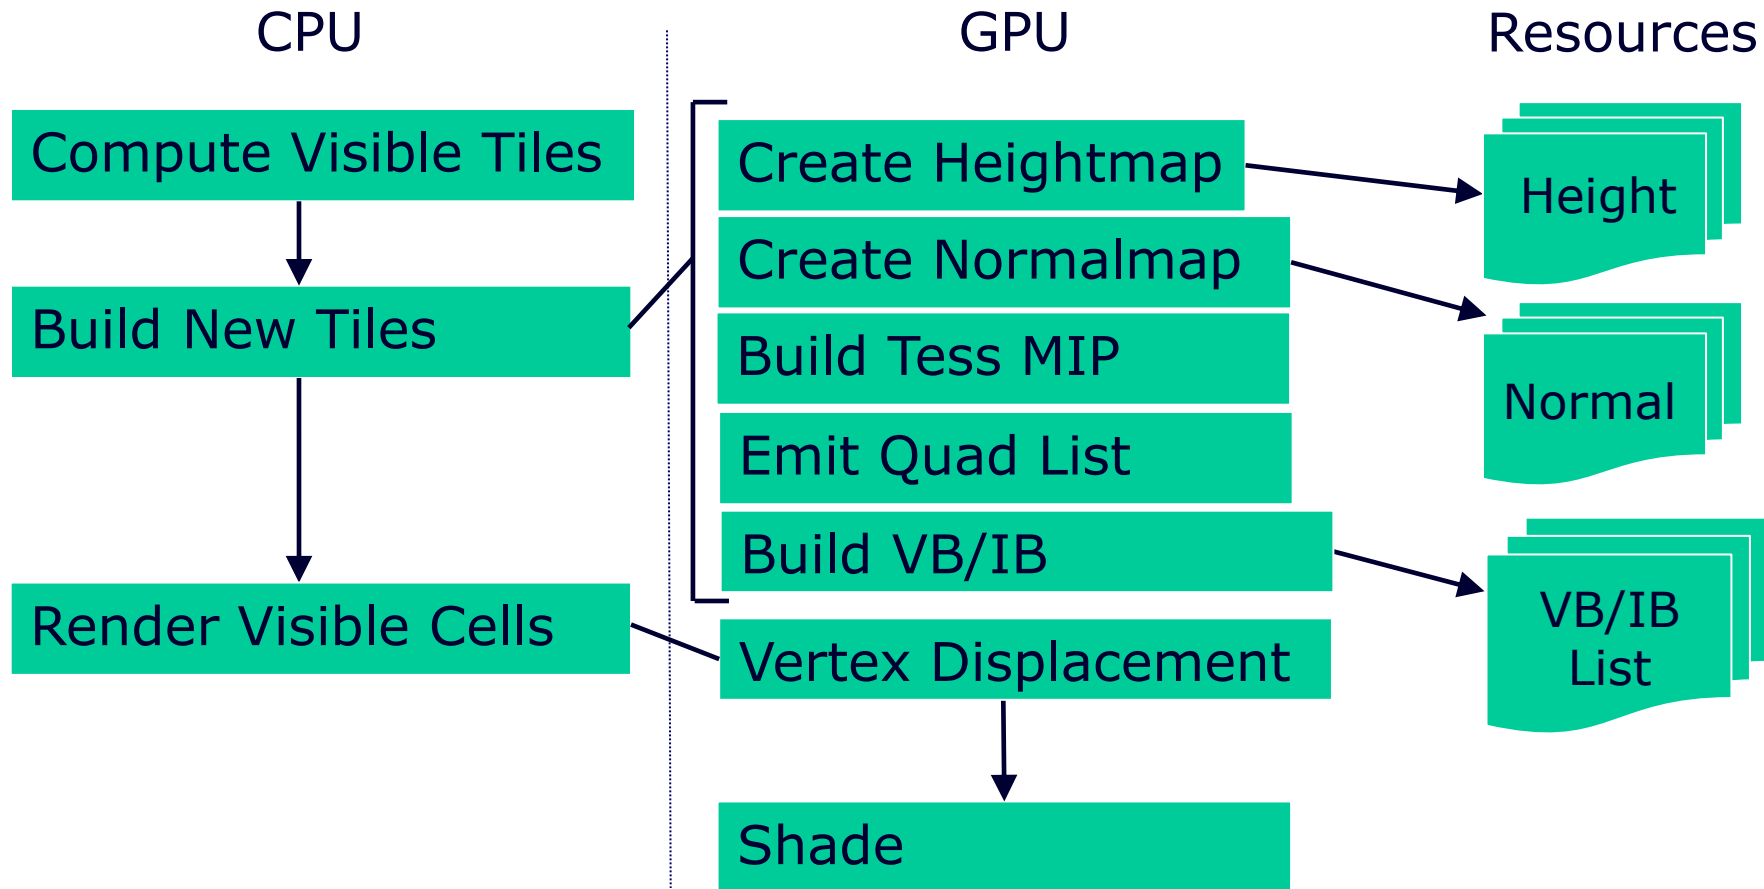 CPU
GPU
Resources
Compute Visible Tiles
Build New Tiles
Render Visible Cells
Create Heightmap
Create Normalmap
Build Tess MIP
Emit Quad List
Build VB/IB
Vertex Displacement
Shade
Height
Normal
VB/IB
List